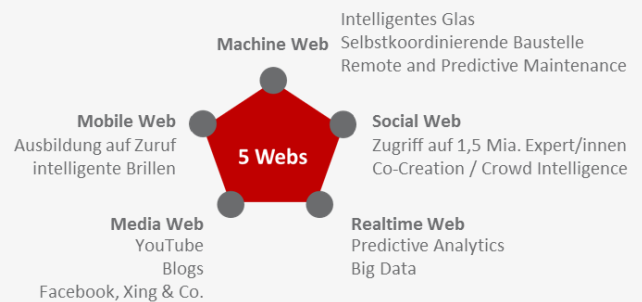 Machine Web
Intelligentes Glas
Selbstkoordinierende Baustelle
Remote and Predictive Maintenance
Mobile Web
Ausbildung auf Zuruf
intelligente Brillen
5 Webs
Social Web
Zugriff auf 1,5 Mia. Expert/innen
Co-Creation / Crowd Intelligence
Media Web
YouTube
Blogs
Facebook, Xing & Co.
Realtime Web
Predictive Analytics
Big Data